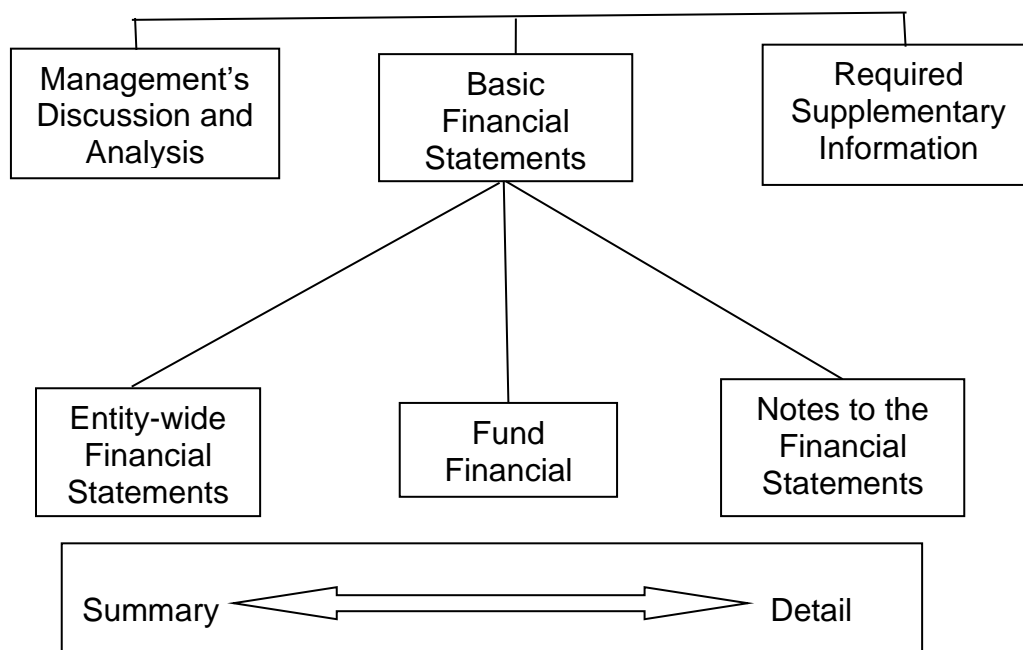 Management’s
Discussion and
Analysis
Basic
Financial
Statements
Required
Supplementary
Information
Entity-wide
Financial
Statements
Fund
Financial
Notes to the
Financial
Statements
Summary
Detail